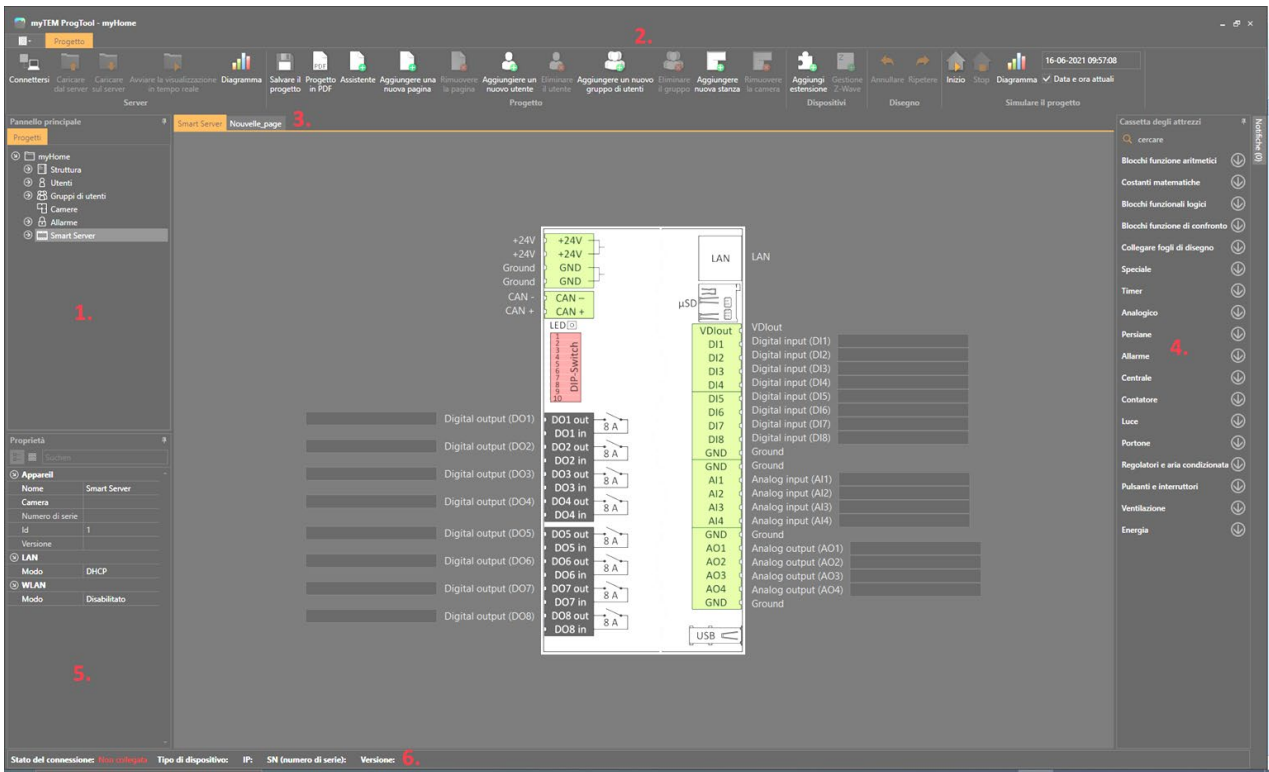 myTEM ProgTool - myHome
Progetto
2.
Connettersi
Caricare dal server
Caricare sul server
Avviare la visualizzazione in tempo reale
Diagramma
Salvare il progetto
Progetto in PDF
Assistente
Aggiungere una nuova pagina
Rimuovere la pagina
Aggiungere un nuovo utente
Eliminare il utente
Aggiungere un nuovo gruppo di utenti
Eliminare il gruppo
Aggiungere nuova stanza
Rimuovere la camera
Aggiungi estensione
Gestione Z-Wave
Annullare
Ripetere
Inizio
Stop
Diagramma
16-06-2021 09:57:08
Data e ora attuali
Server
Progetto
Dispositivi
Disegno
Simulare il progetto
Pannello principale
Progetti
myHome
Struttura
Utenti
Gruppi di utenti
Camere
Allarme
Smart Server
1.
Proprietà
Suchen
Appareil
Nome Smart Server
Camera
Numero di serie
Id 1
Versione
LAN
Modo DHCP
WLAN
Modo Disabilitato
5.
Smart Server
Nouvelle_page
3.
+24V +24V
+24V +24V
Ground GND
Ground GND
CAN - CAN –
CAN + CAN +
LED
1
2
3
4
5
6
7
8
9
10
DIP-Switch
Digital output (DO1) DO1 out
DO1 in
8 A
Digital output (DO2) DO2 out
DO2 in
8 A
Digital output (DO3) DO3 out
DO3 in
8 A
Digital output (DO4) DO4 out
DO4 in
8 A
Digital output (DO5) DO5 out
DO5 in
8 A
Digital output (DO6) DO6 out
DO6 in
8 A
Digital output (DO7) DO7 out
DO7 in
8 A
Digital output (DO8) DO8 out
DO8 in
8 A
LAN LAN
µSD
VDIout VDIout
DI1 Digital input (DI1)
DI2 Digital input (DI2)
DI3 Digital input (DI3)
DI4 Digital input (DI4)
DI5 Digital input (DI5)
DI6 Digital input (DI6)
DI7 Digital input (DI7)
DI8 Digital input (DI8)
GND Ground
GND Ground
AI1 Analog input (AI1)
AI2 Analog input (AI2)
AI3 Analog input (AI3)
AI4 Analog input (AI4)
GND Ground
AO1 Analog output (AO1)
AO2 Analog output (AO2)
AO3 Analog output (AO3)
AO4 Analog output (AO4)
GND Ground
USB
Cassetta degli attrezzi
cercare
Blocchi funzione aritmetici
Costanti matematiche
Blocchi funzionali logici
Blocchi funzione di confronto
Collegare fogli di disegno
Speciale
Timer
Analogico
Persiane
4.
Allarme
Centrale
Contatore
Luce
Portone
Regolatori e aria condizionata
Pulsanti e interruttori
Ventilazione
Energia
Notifiche (0)
Stato del connessione: Non collegata Tipo di dispositivo: IP: SN (numero di serie): Versione: 6.